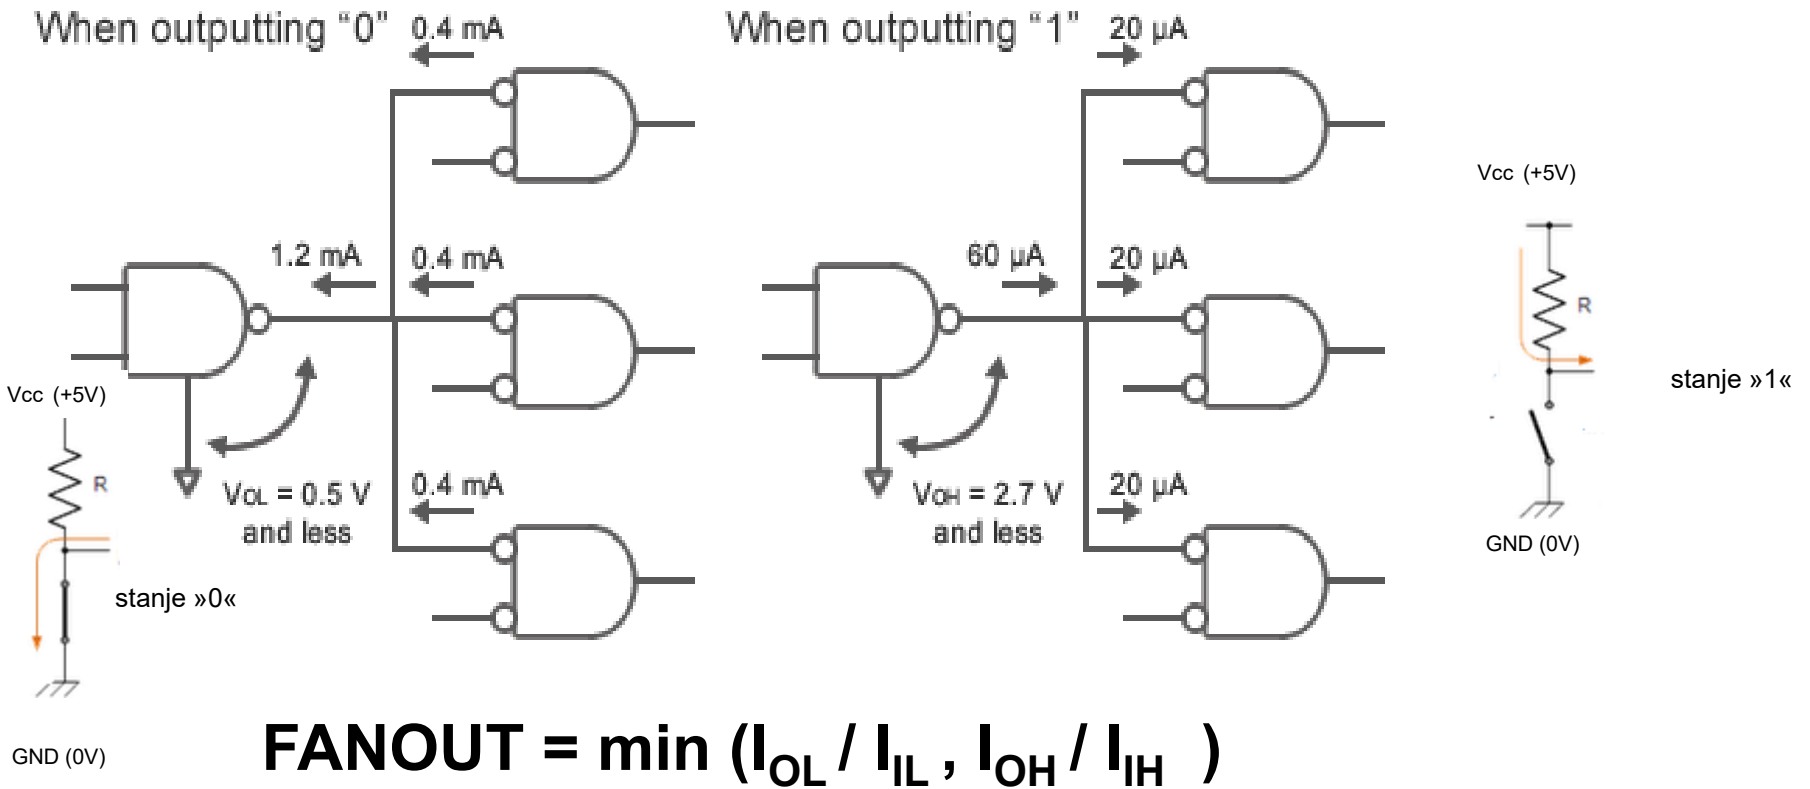 When outputting "0"
0.4 mA
1.2 mA
0.4 mA
Vcc (+5V)
R
VOL = 0.5 V
and less
0.4 mA
stanje »0«
GND (0V)
When outputting "1"
20 µA
60 µA
20 µA
VOH = 2.7 V
and less
20 µA
Vcc (+5V)
R
stanje »1«
GND (0V)
FANOUT = min (IOL / IIL , IOH / IIH )